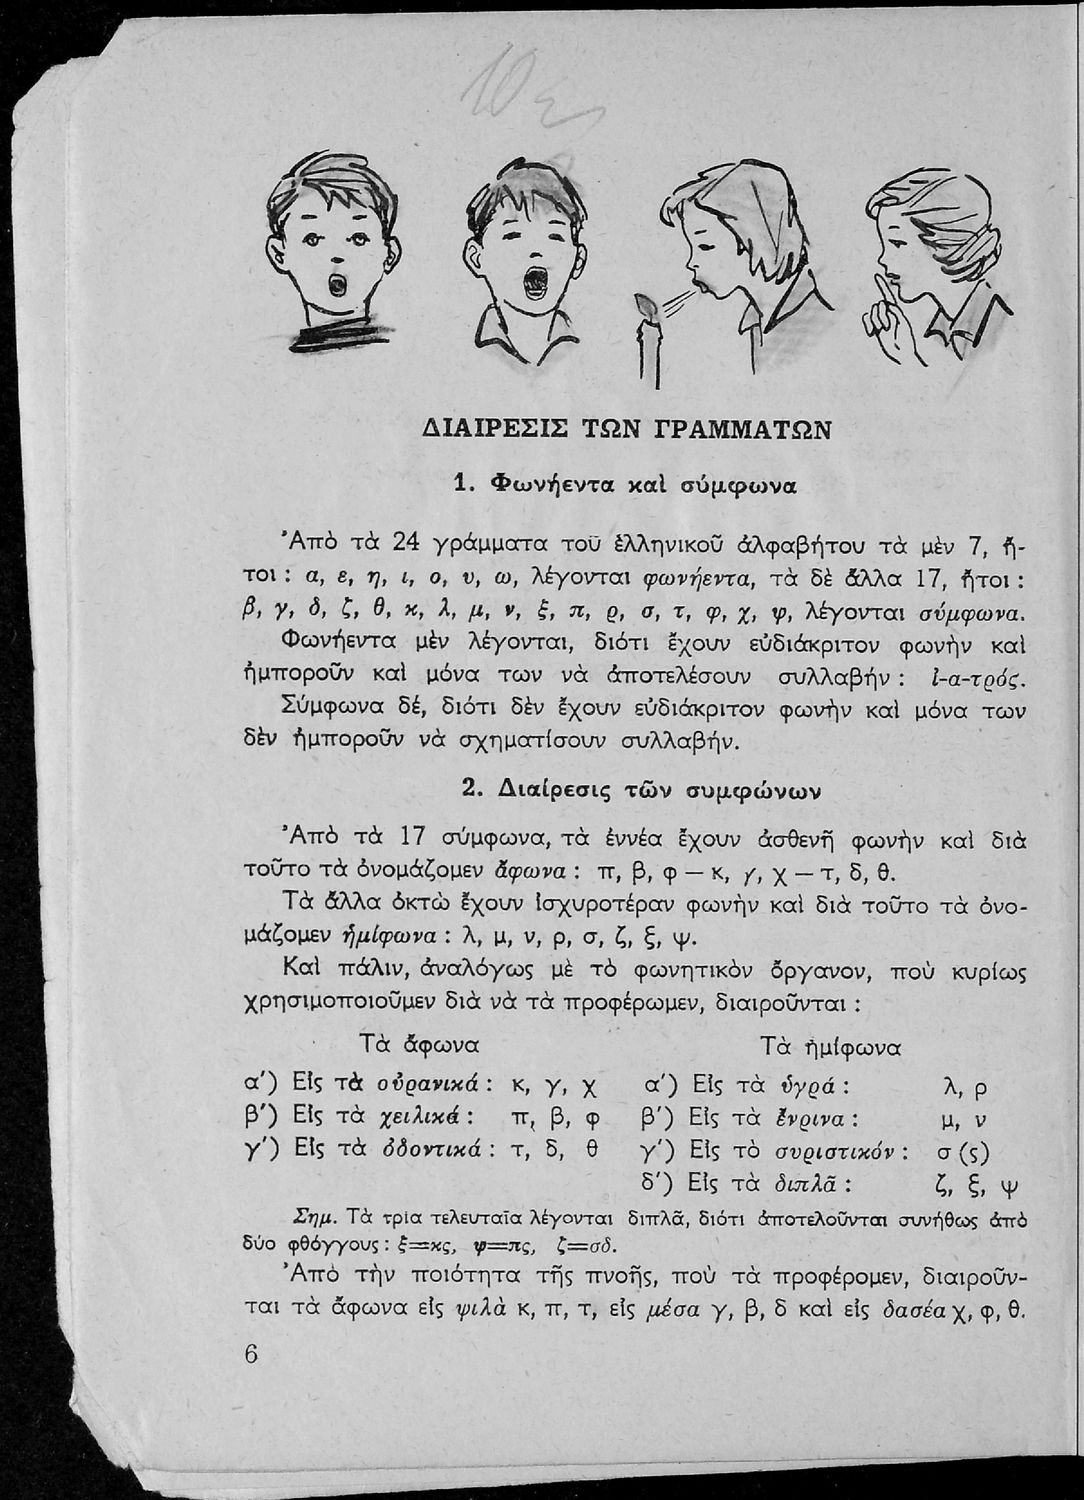 ΔΙΑΙΡΕΣΙΣ ΤΩΝ ΓΡΑΜΜΑΤΩΝ
1. Φωνήεντα καὶ σύμφωνα
Ἀπὸ τὰ 24 γράμματα τοῦ ἑλληνικοῦ ἀλφαβήτου τὰ μὲν 7, ἤ-
τοι : α, ε, η, ι, ο, υ, ω, λέγονται φωνήεντα, τὰ δὲ ἄλλα 17, ἤτοι :
β, γ, δ, ζ, θ, κ, λ, μ, ν, ξ, π, ρ, σ, τ, φ, χ, ψ, λέγονται σύμφωνα.
Φωνήεντα μὲν λέγονται, διότι ἔχουν εὐδιάκριτον φωνὴν καὶ
ἠμποροῦν καὶ μόνα των νὰ ἀποτελέσουν συλλαβήν : ἰ-α-τρός.
Σύμφωνα δέ, διότι δὲν ἔχουν εὐδιάκριτον φωνὴν καὶ μόνα των
δὲν ἠμποροῦν νὰ σχηματίσουν συλλαβήν.
2. Διαίρεσις τῶν συμφώνων
Ἀπὸ τὰ 17 σύμφωνα, τὰ ἐννέα ἔχουν ἀσθενῆ φωνὴν καὶ διὰ
τοῦτο τὰ ὀνομάζομεν ἄφωνα : π, β, φ — κ, γ, χ — τ, δ, θ.
Τὰ ἄλλα ὀκτὼ ἔχουν ἰσχυροτέραν φωνὴν καὶ διὰ τοῦτο τὰ ὀνο-
μάζομεν ἡμίφωνα : λ, μ, ν, ρ, σ, ζ, ξ, ψ.
Καὶ πάλιν, ἀναλόγως μὲ τὸ φωνητικὸν ὄργανον, ποὺ κυρίως
χρησιμοποιοῦμεν διὰ νὰ τὰ προφέρωμεν, διαιροῦνται :
Τὰ ἄφωνα
α΄) Εἰς τὰ οὐρανικά : κ, γ, χ
β΄) Εἰς τὰ χειλικά : π, β, φ
γ΄) Εἰς τὰ ὀδοντικά : τ, δ, θ
Τὰ ἡμίφωνα
α΄) Εἰς τὰ ὑγρά : λ, ρ
β΄) Εἰς τὰ ἔνρινα : μ, ν
γ΄) Εἰς τὸ συριστικόν : σ (ς)
δ΄) Εἰς τὰ διπλᾶ : ζ, ξ, ψ
Σημ. Τὰ τρία τελευταῖα λέγονται διπλᾶ, διότι ἀποτελοῦνται συνήθως ἀπὸ
δύο φθόγγους : ξ=κς, ψ=πς, ζ=σδ.
Ἀπὸ τὴν ποιότητα τῆς πνοῆς, ποὺ τὰ προφέρομεν, διαιροῦν-
ται τὰ ἄφωνα εἰς ψιλὰ κ, π, τ, εἰς μέσα γ, β, δ καὶ εἰς δασέα χ, φ, θ.
6